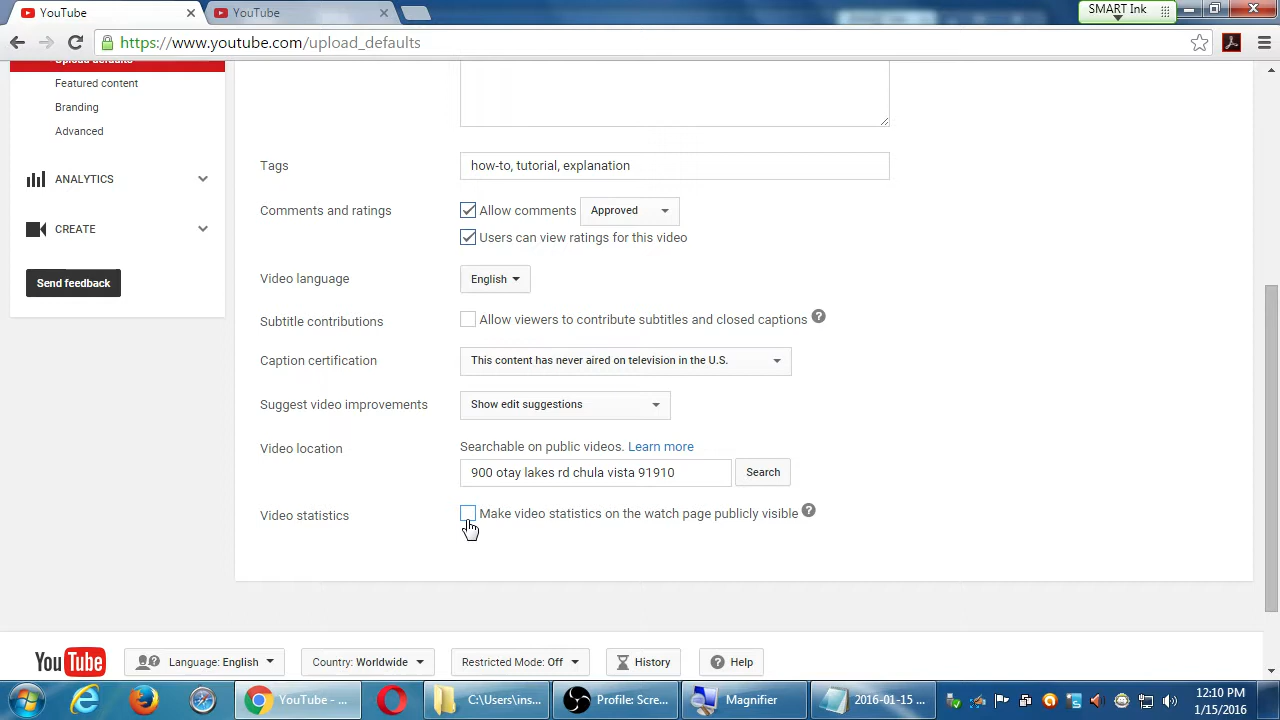 YouTube
YouTube
SMART Ink
https://www.youtube.com/upload_defaults
Upload defaults
Featured content
Branding
Advanced
ANALYTICS
CREATE
Send feedback
Tags
how-to, tutorial, explanation
Comments and ratings
Allow comments
Approved
Users can view ratings for this video
Video language
English
Subtitle contributions
Allow viewers to contribute subtitles and closed captions ?
Caption certification
This content has never aired on television in the U.S.
Suggest video improvements
Show edit suggestions
Video location
Searchable on public videos. Learn more
900 otay lakes rd chula vista 91910
Search
Video statistics
Make video statistics on the watch page publicly visible ?
YouTube
Language: English
Country: Worldwide
Restricted Mode: Off
History
? Help
YouTube - ...
C:\Users\ins...
Profile: Scre...
Magnifier
2016-01-15 ...
12:10 PM
1/15/2016